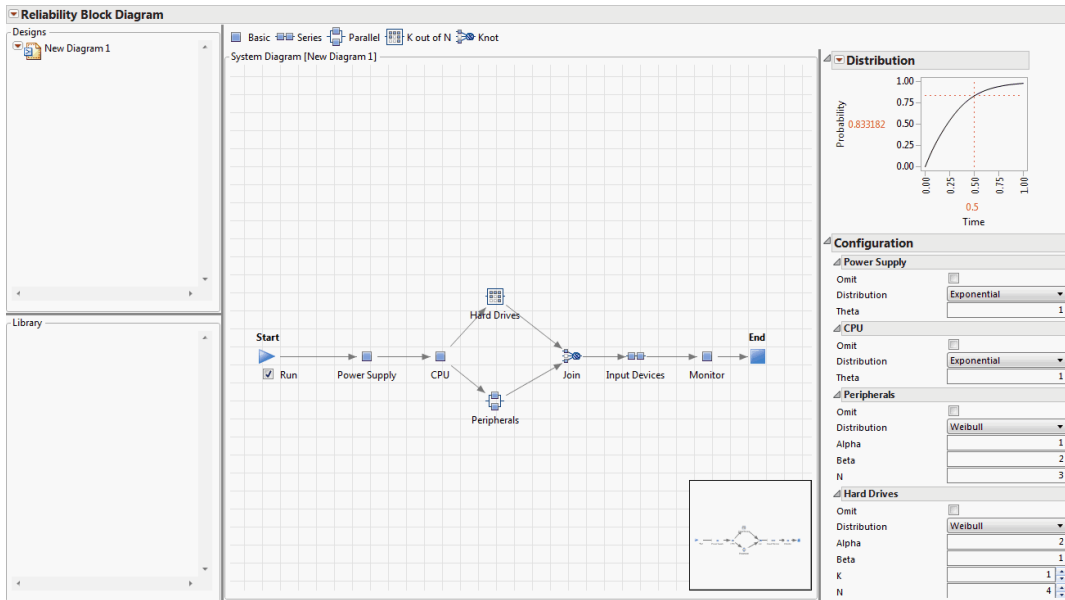 Reliability Block Diagram
Designs
New Diagram 1
Library
Basic Series Parallel K out of N Knot
System Diagram [New Diagram 1]
Start
Run
Power Supply
CPU
Hard Drives
Peripherals
Join
Input Devices
Monitor
End
Distribution
Probability
0.833182
1.00
0.75
0.50
0.25
0.00
0.00 0.25 0.50 0.75 1.00
0.5
Time
Configuration
Power Supply
Omit
Distribution Exponential
Theta 1
CPU
Omit
Distribution Exponential
Theta 1
Peripherals
Omit
Distribution Weibull
Alpha 1
Beta 2
N 3
Hard Drives
Omit
Distribution Weibull
Alpha 2
Beta 1
K 1
N 4